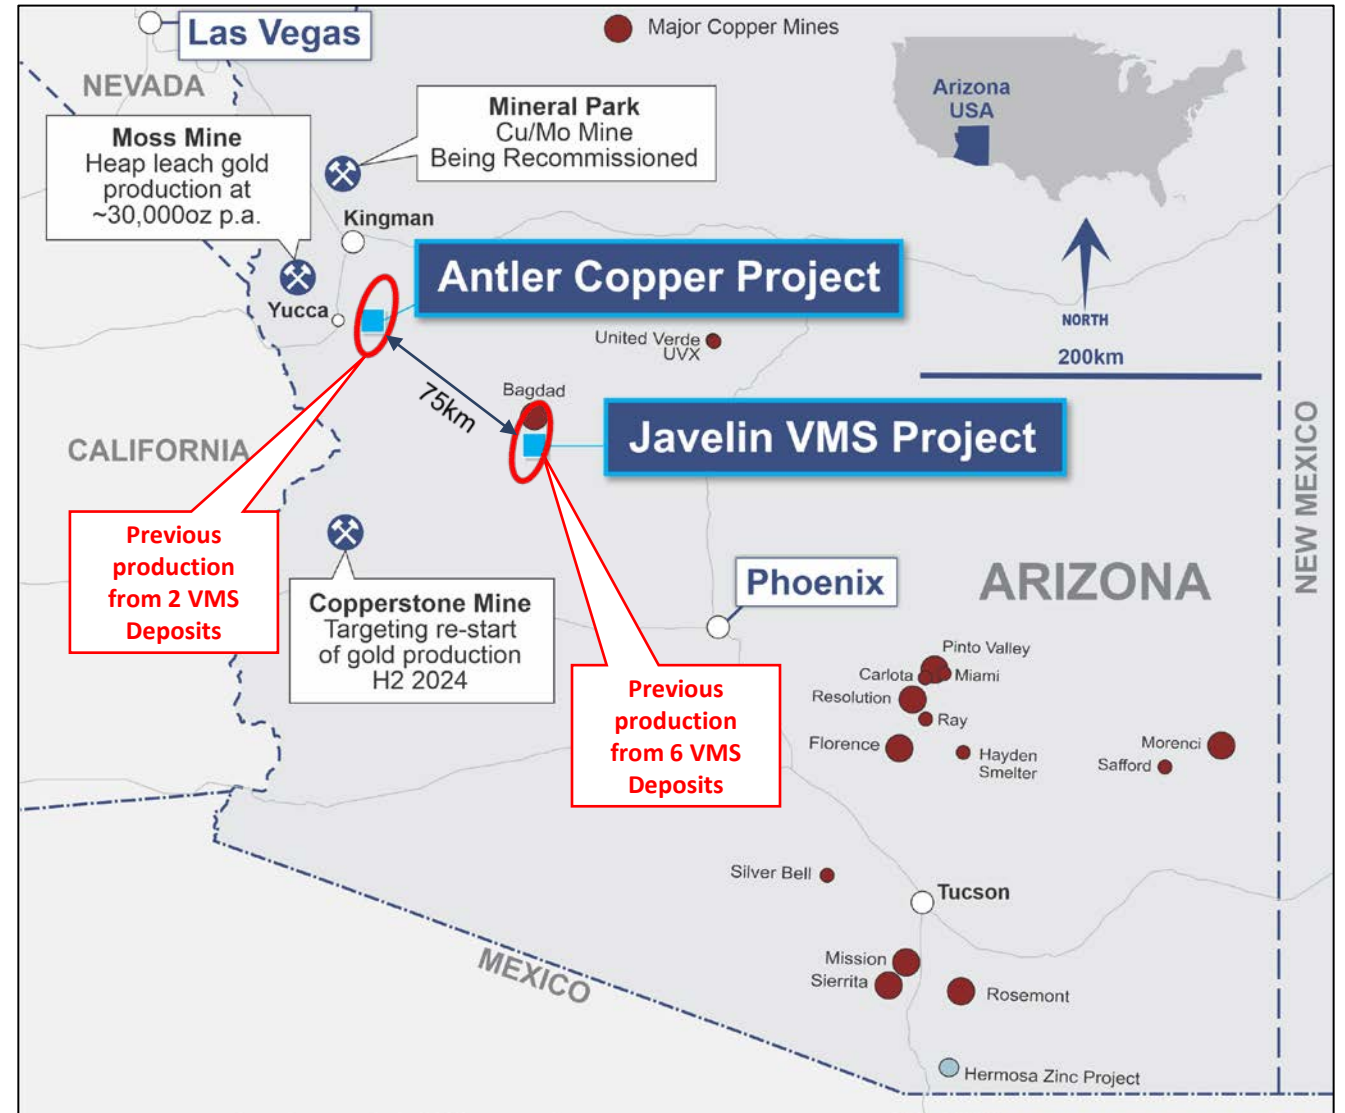 Las Vegas
Major Copper Mines
NEVADA
Arizona
USA
Mineral Park
Cu/Mo Mine
Being Recommissioned
Moss Mine
Heap leach gold
production at
~30,000oz p.a.
Kingman
Antler Copper Project
Yucca
NORTH
200km
United Verde
UVX
Bagdad
75km
Javelin VMS Project
CALIFORNIA
NEW MEXICO
Previous
production
from 2 VMS
Deposits
Copperstone Mine
Targeting re-start
of gold production
H2 2024
Phoenix
ARIZONA
Previous
production
from 6 VMS
Deposits
Pinto Valley
Carlota
Miami
Resolution
Ray
Florence
Hayden
Smelter
Morenci
Safford
Silver Bell
Tucson
Mission
Sierrita
Rosemont
MEXICO
Hermosa Zinc Project